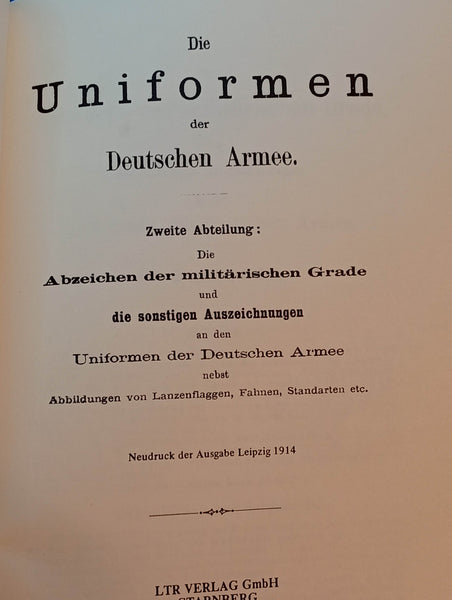 Die
Uniformen
der
Deutschen Armee.
Zweite Abteilung:
Die
Abzeichen der militärischen Grade
und
die sonstigen Auszeichnungen
an den
Uniformen der Deutschen Armee
nebst
Abbildungen von Lanzenflaggen, Fahnen, Standarten etc.
Neudruck der Ausgabe Leipzig 1914
LTR VERLAG GmbH
STARNBERG